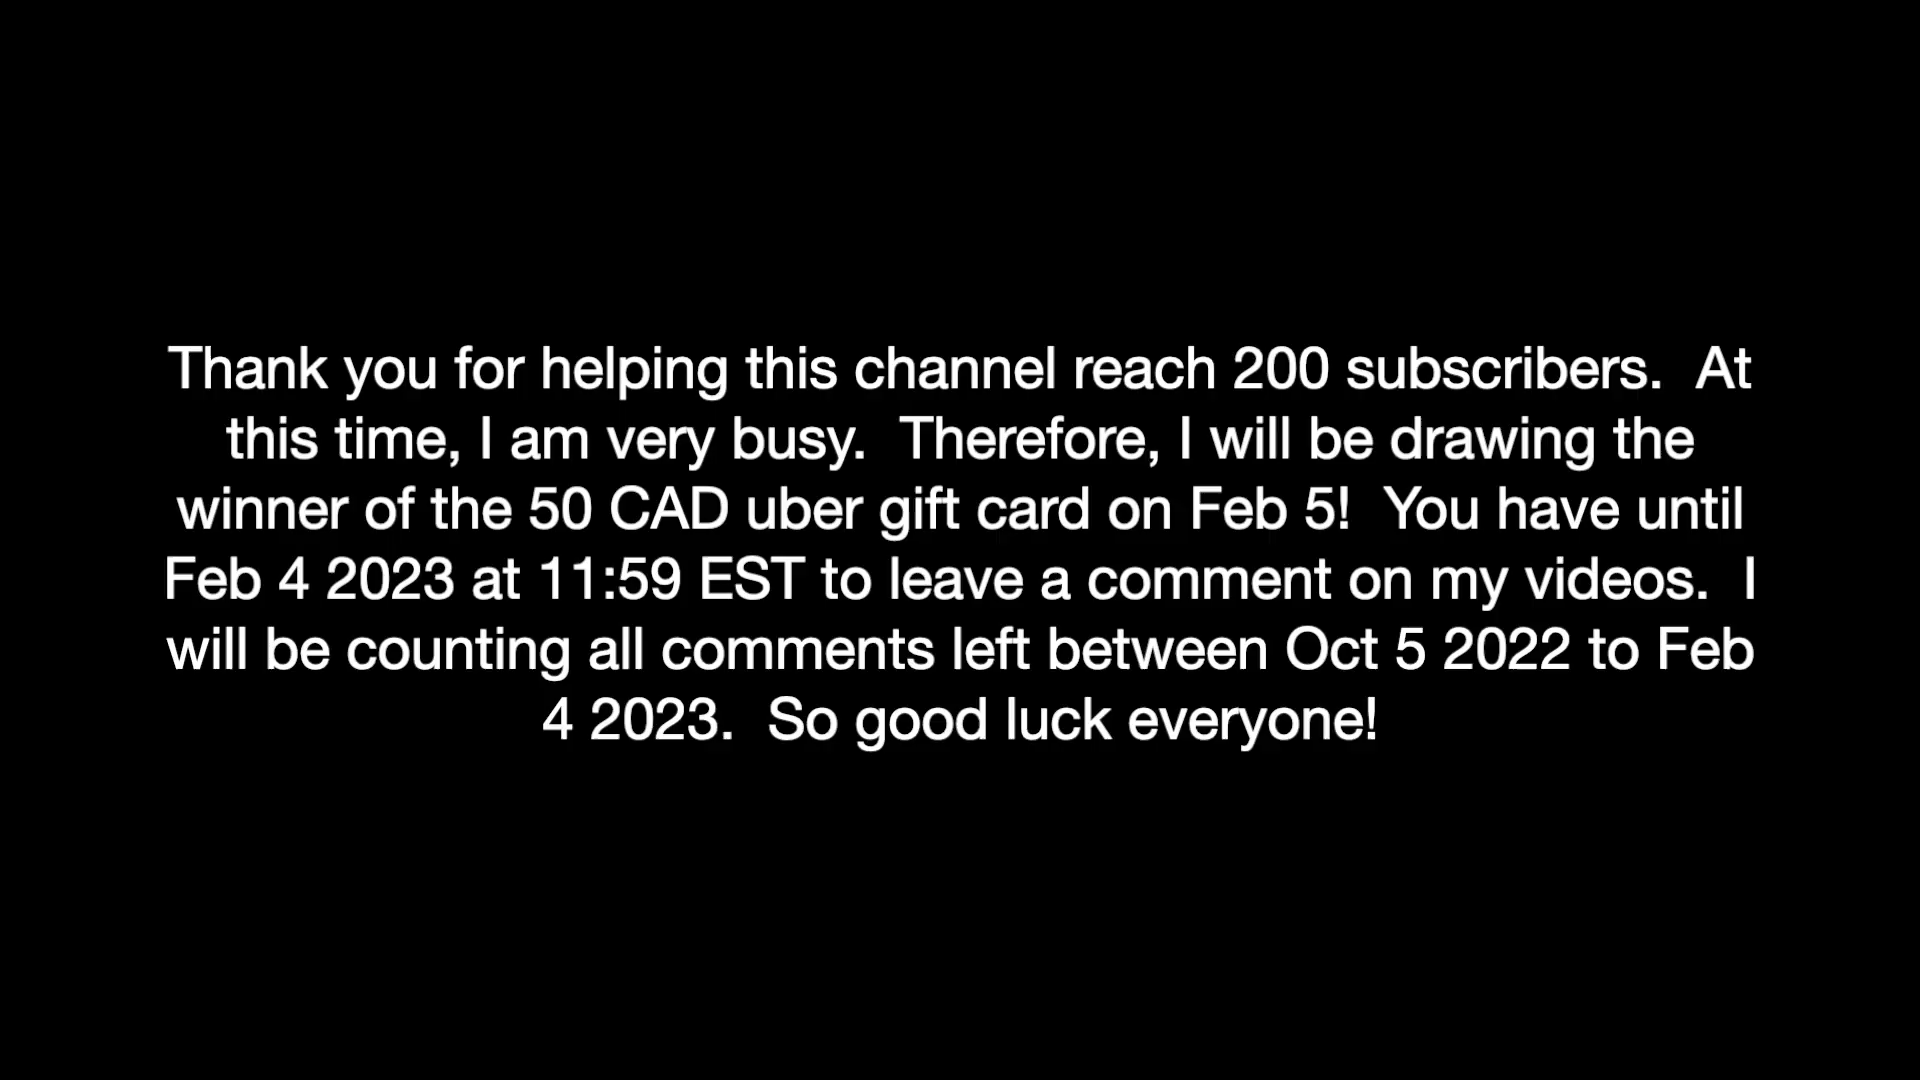 Thank you for helping this channel reach 200 subscribers.  At
this time, I am very busy.  Therefore, I will be drawing the
winner of the 50 CAD uber gift card on Feb 5!  You have until
Feb 4 2023 at 11:59 EST to leave a comment on my videos.  I
will be counting all comments left between Oct 5 2022 to Feb
4 2023.  So good luck everyone!